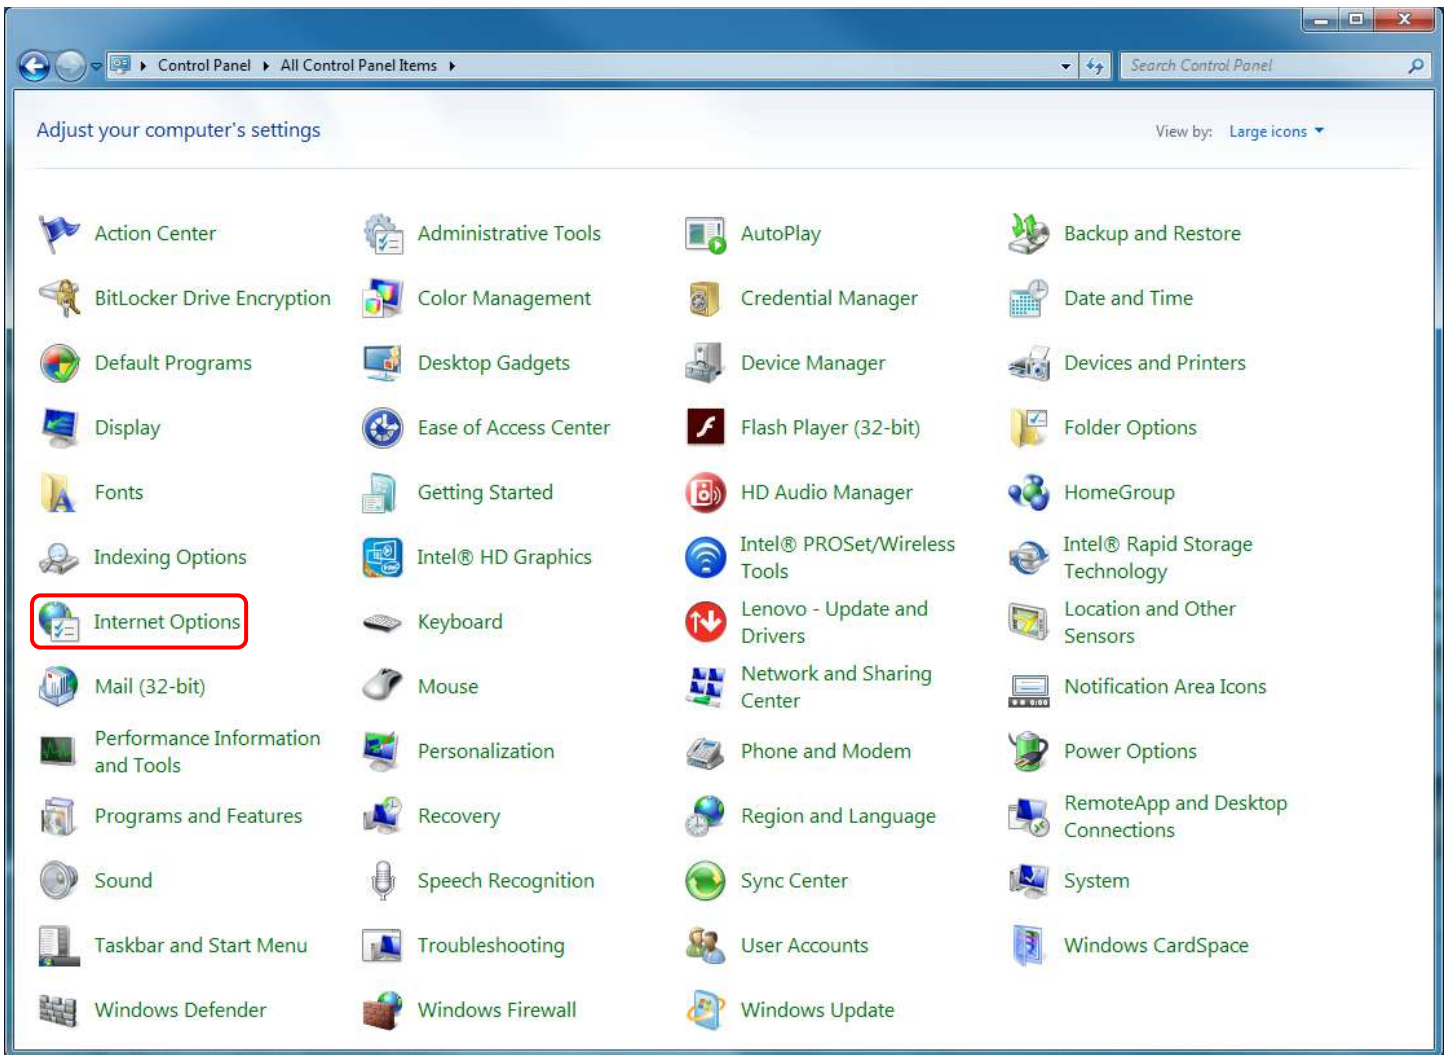 Control Panel All Control Panel Items Search Control Panel
Adjust your computer's settings View by: Large icons
Action Center Administrative Tools AutoPlay Backup and Restore
BitLocker Drive Encryption Color Management Credential Manager Date and Time
Default Programs Desktop Gadgets Device Manager Devices and Printers
Display Ease of Access Center Flash Player (32-bit) Folder Options
Fonts Getting Started HD Audio Manager HomeGroup
Indexing Options Intel® HD Graphics Intel® PROSet/Wireless Intel® Rapid Storage
Tools Technology
Internet Options Keyboard Lenovo - Update and Location and Other
Drivers Sensors
Mail (32-bit) Mouse Network and Sharing Notification Area Icons
Center
Performance Information Personalization Phone and Modem Power Options
and Tools
Programs and Features Recovery Region and Language RemoteApp and Desktop
Connections
Sound Speech Recognition Sync Center System
Taskbar and Start Menu Troubleshooting User Accounts Windows CardSpace
Windows Defender Windows Firewall Windows Update